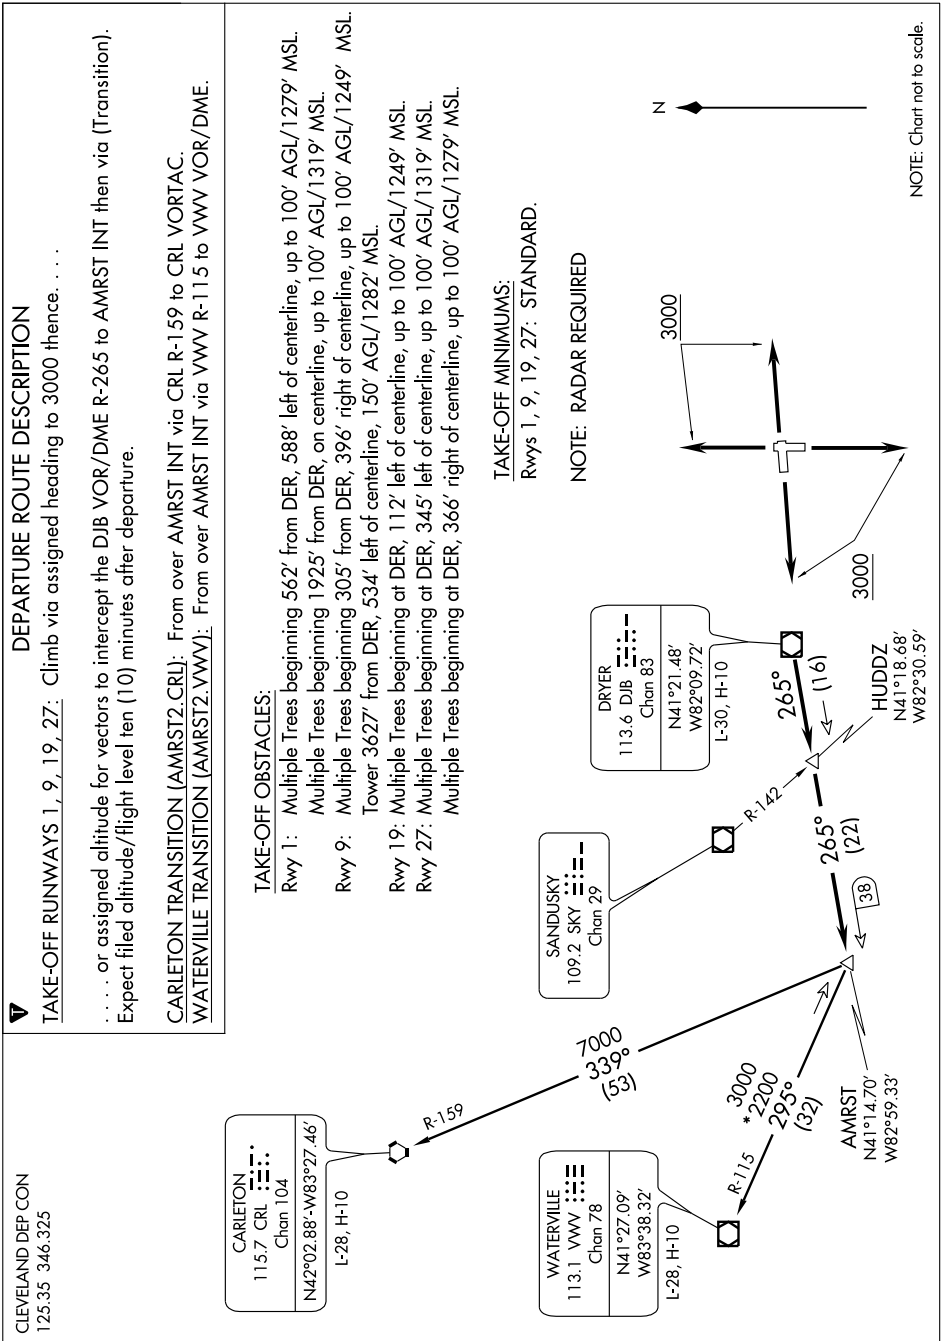 CLEVELAND DEP CON
125.35 346.325
T
DEPARTURE ROUTE DESCRIPTION
TAKE-OFF RUNWAYS 1, 9, 19, 27: Climb via assigned heading to 3000 thence. . . .
. . . . or assigned altitude for vectors to intercept the DJB VOR/DME R-265 to AMRST INT then via (Transition).
Expect filed altitude/flight level ten (10) minutes after departure.
CARLETON TRANSITION (AMRST2.CRL): From over AMRST INT via CRL R-159 to CRL VORTAC.
WATERVILLE TRANSITION (AMRST2.VWV): From over AMRST INT via VWV R-115 to VWV VOR/DME.
TAKE-OFF OBSTACLES:
Rwy 1: Multiple Trees beginning 562' from DER, 588' left of centerline, up to 100' AGL/1279' MSL.
Multiple Trees beginning 1925' from DER, on centerline, up to 100' AGL/1319' MSL.
Rwy 9: Multiple Trees beginning 305' from DER, 396' right of centerline, up to 100' AGL/1249' MSL.
Tower 3627' from DER, 534' left of centerline, 150' AGL/1282' MSL.
Rwy 19: Multiple Trees beginning at DER, 112' left of centerline, up to 100' AGL/1249' MSL.
Rwy 27: Multiple Trees beginning at DER, 345' left of centerline, up to 100' AGL/1319' MSL.
Multiple Trees beginning at DER, 366' right of centerline, up to 100' AGL/1279' MSL.
TAKE-OFF MINIMUMS:
Rwys 1, 9, 19, 27: STANDARD.
NOTE: RADAR REQUIRED
N
CARLETON
115.7 CRL
Chan 104
N42°02.88'-W83°27.46'
L-28, H-10
R-159
7000
339°
(53)
WATERVILLE
113.1 VWV
Chan 78
N41°27.09'
W83°38.32'
L-28, H-10
R-115
3000
*2200
295°
(32)
AMRST
N41°14.70'
W82°59.33'
SANDUSKY
109.2 SKY
Chan 29
R-142
38
265°
(22)
DRYER
113.6 DJB
Chan 83
N41°21.48'
W82°09.72'
L-30, H-10
265°
(16)
HUDDZ
N41°18.68'
W82°30.59'
3000
3000
NOTE: Chart not to scale.